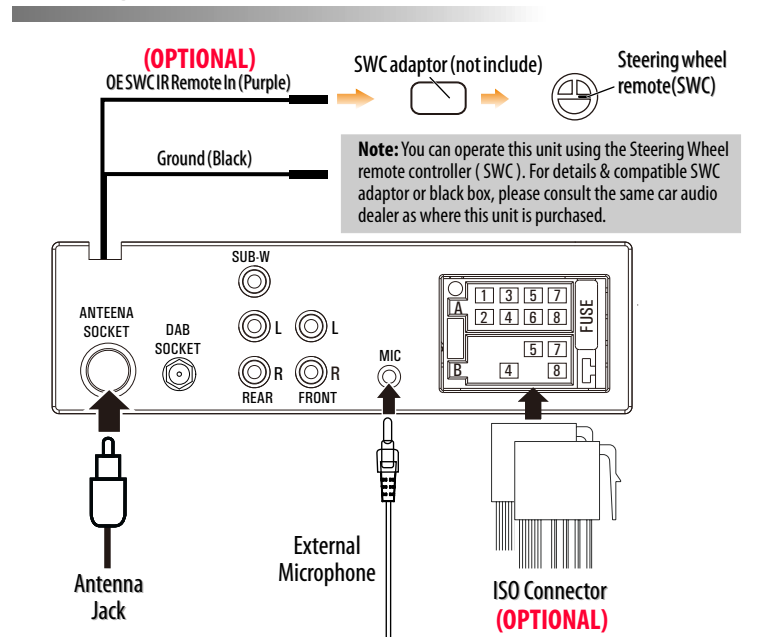 (OPTIONAL)
OE SWC IR Remote In (Purple)
SWC adaptor (not include)
Steering wheel
remote(SWC)
Ground (Black)
Note: You can operate this unit using the Steering Wheel
remote controller ( SWC ). For details & compatible SWC
adaptor or black box, please consult the same car audio
dealer as where this unit is purchased.
SUB-W
ANTEENA
SOCKET
DAB
SOCKET
L
L
R
R
REAR
FRONT
MIC
A
1 3 5 7
2 4 6 8
B
5 7
4 8
FUSE
External
Microphone
Antenna
Jack
ISO Connector
(OPTIONAL)